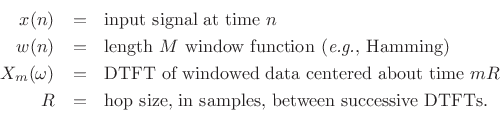 x(n) = input signal at time n
w(n) = length M window function (e.g., Hamming)
X_m(ω) = DTFT of windowed data centered about time mR
R = hop size, in samples, between successive DTFTs.